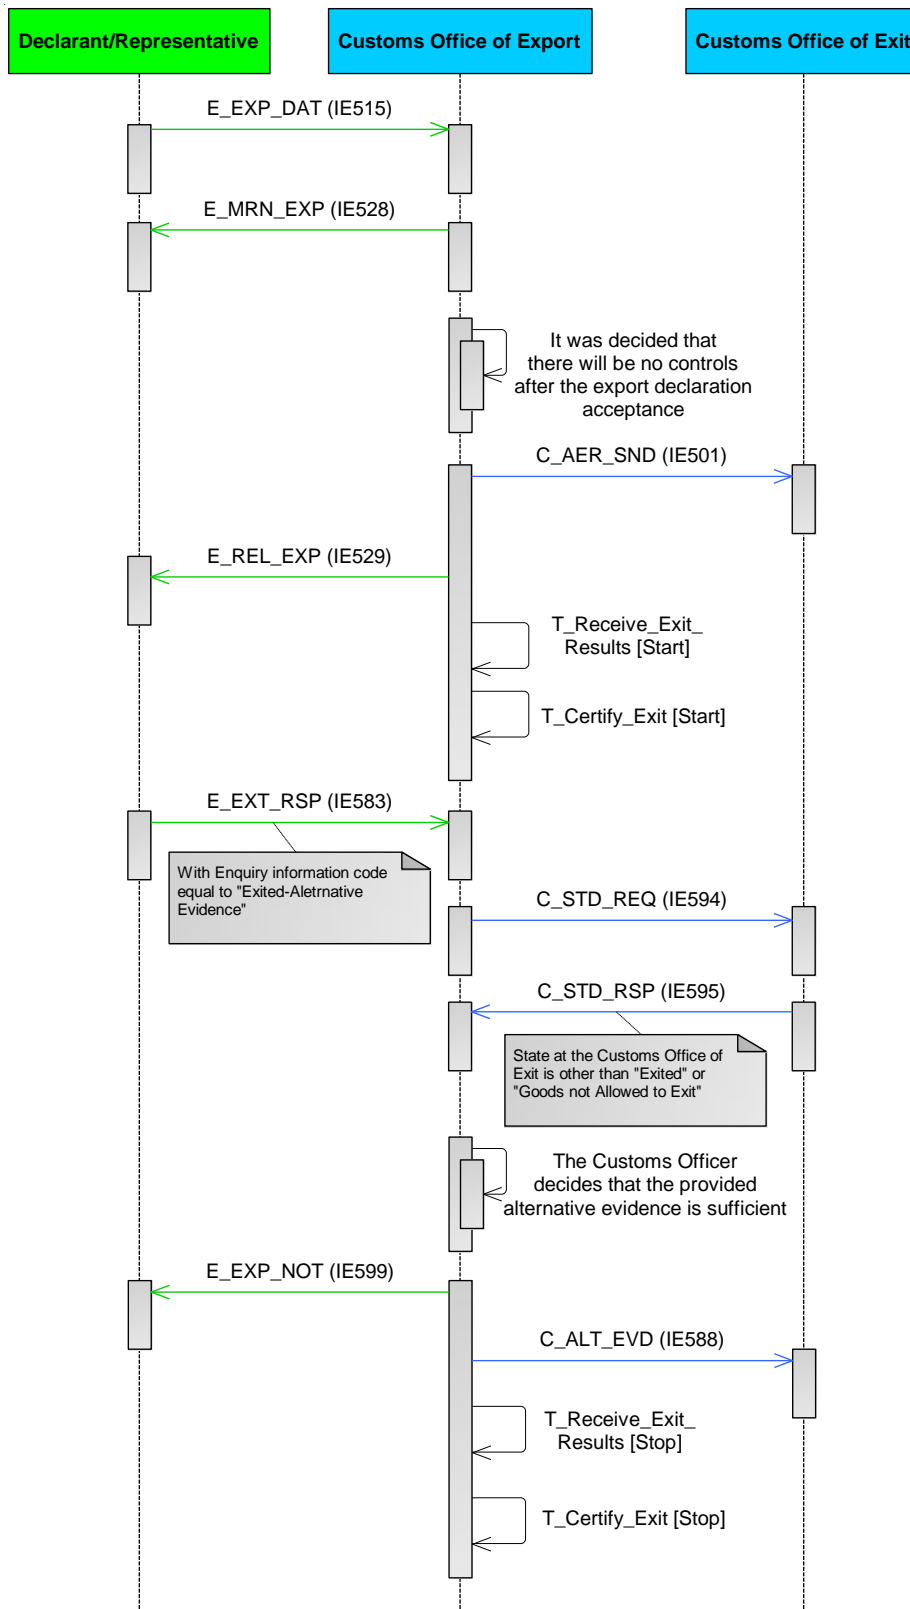 Declarant/Representative
Customs Office of Export
Customs Office of Exit
E_EXP_DAT (IE515)
E_MRN_EXP (IE528)
It was decided that
there will be no controls
after the export declaration
acceptance
C_AER_SND (IE501)
E_REL_EXP (IE529)
T_Receive_Exit_
Results [Start]
T_Certify_Exit [Start]
E_EXT_RSP (IE583)
With Enquiry information code
equal to "Exited-Aletrnative
Evidence"
C_STD_REQ (IE594)
C_STD_RSP (IE595)
State at the Customs Office of
Exit is other than "Exited" or
"Goods not Allowed to Exit"
The Customs Officer
decides that the provided
alternative evidence is sufficient
E_EXP_NOT (IE599)
C_ALT_EVD (IE588)
T_Receive_Exit_
Results [Stop]
T_Certify_Exit [Stop]